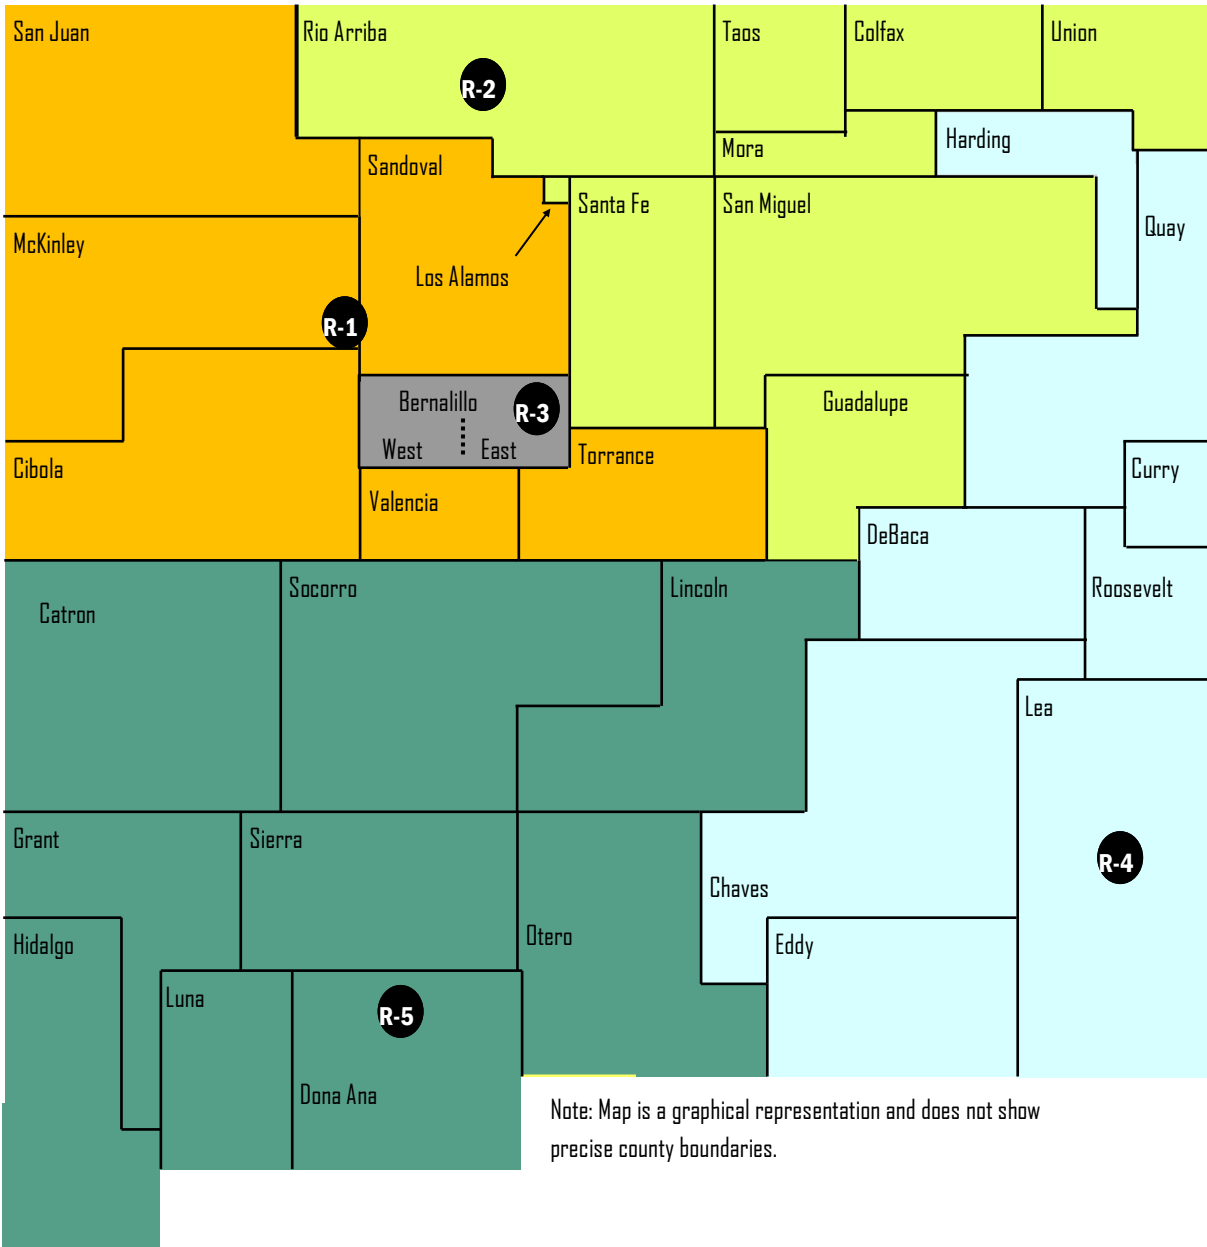 San Juan
Rio Arriba
Taos
Colfax
Union
R-2
Mora
Harding
Sandoval
Santa Fe
San Miguel
Quay
McKinley
Los Alamos
R-1
Bernalillo
R-3
Guadalupe
West
East
Torrance
Cibola
Curry
Valencia
DeBaca
Socorro
Lincoln
Roosevelt
Catron
Lea
Grant
Sierra
R-4
Chaves
Hidalgo
Otero
Eddy
Luna
R-5
Dona Ana
Note: Map is a graphical representation and does not show
precise county boundaries.